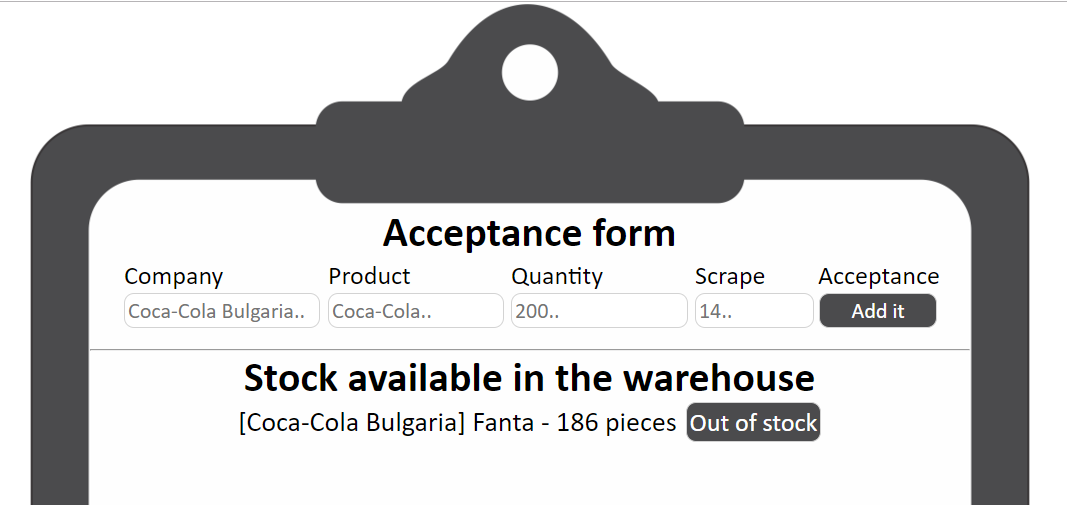 Acceptance form
Company Product Quantity Scrape Acceptance
Coca-Cola Bulgaria.. Coca-Cola.. 200.. 14.. Add it
Stock available in the warehouse
[Coca-Cola Bulgaria] Fanta - 186 pieces Out of stock